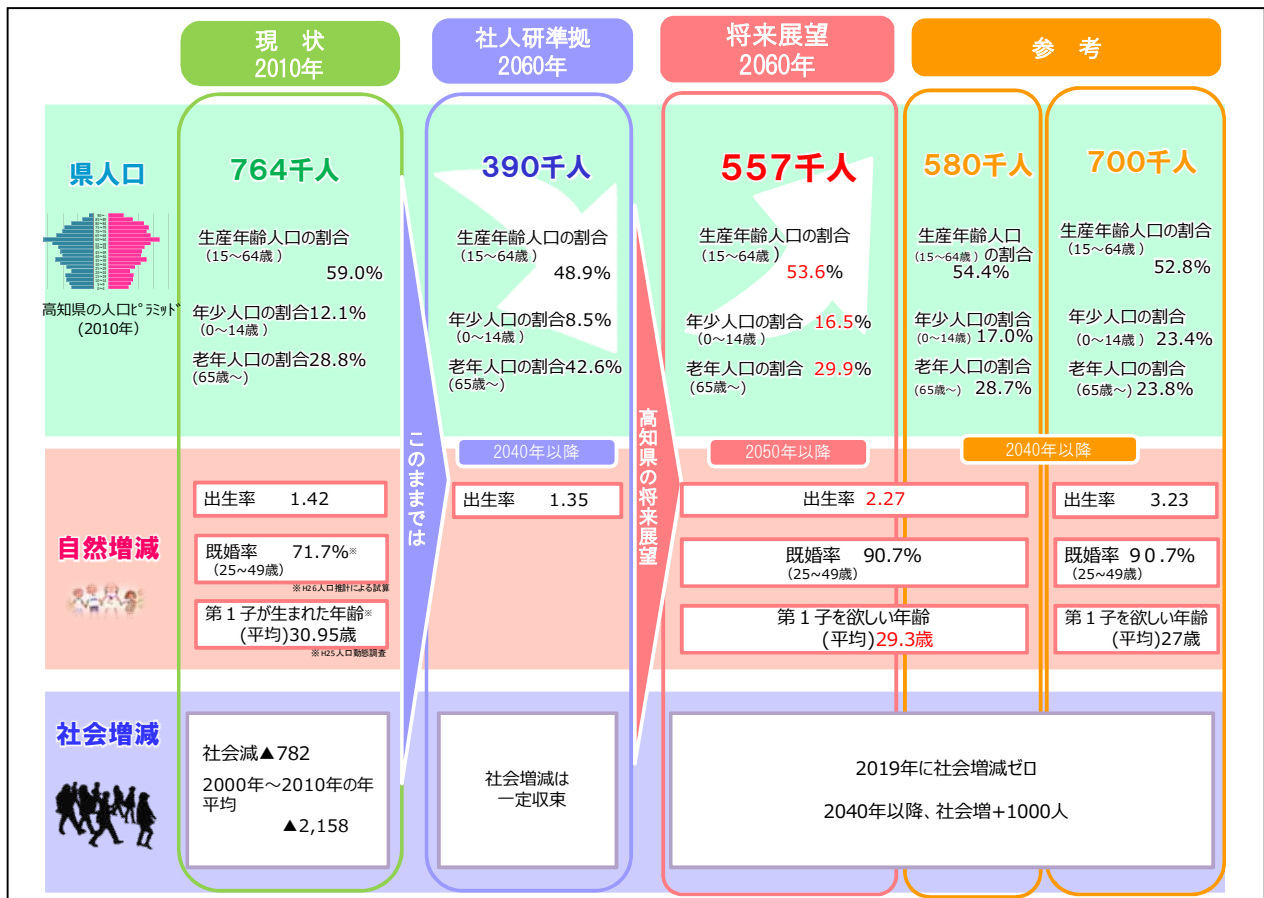 現 状
2010年
社人研準拠
2060年
将来展望
2060年
参 考
県人口
高知県の人口ﾋﾟﾗﾐｯﾄﾞ
(2010年)
764千人
生産年齢人口の割合
(15～64歳)
59.0%
年少人口の割合12.1%
(0～14歳)
老年人口の割合28.8%
(65歳～)
このままでは
390千人
生産年齢人口の割合
(15～64歳)
48.9%
年少人口の割合8.5%
(0～14歳)
老年人口の割合42.6%
(65歳～)
高知県の将来展望
557千人
生産年齢人口の割合
(15～64歳)
53.6%
年少人口の割合 16.5%
(0～14歳)
老年人口の割合 29.9%
(65歳～)
580千人
生産年齢人口
(15～64歳)の割合
54.4%
年少人口の割合
(0～14歳) 17.0%
老年人口の割合
(65歳～) 28.7%
700千人
生産年齢人口の割合
(15～64歳)
52.8%
年少人口の割合
(0～14歳) 23.4%
老年人口の割合
(65歳～) 23.8%
2040年以降
2050年以降
2040年以降
自然増減
出生率 1.42
既婚率 71.7%※
(25~49歳)
※H26人口推計による試算
第１子が生まれた年齢※
(平均)30.95歳
※H25人口動態調査
出生率 1.35
出生率 2.27
既婚率 90.7%
(25~49歳)
第１子を欲しい年齢
(平均)29.3歳
出生率 3.23
既婚率 ９０.７%
(25~49歳)
第１子を欲しい年齢
(平均)27歳
社会増減
社会減▲782
2000年～2010年の年
平均
▲2,158
社会増減は
一定収束
2019年に社会増減ゼロ
2040年以降、社会増+1000人